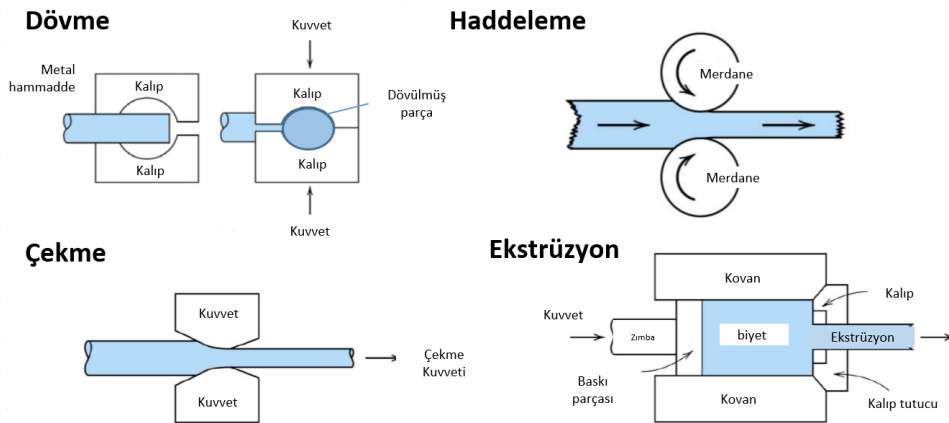 Dövme
Kuvvet
Metal
hammadde
Kalıp
Kalıp
Kalıp
Dövülmüş
parça
Kalıp
Kuvvet
Haddeleme
Merdane
Merdane
Çekme
Kuvvet
Kuvvet
Çekme
Kuvveti
Ekstrüzyon
Kovan
Kalıp
Kuvvet
Zımba
biyet
Ekstrüzyon
Baskı
parçası
Kovan
Kalıp tutucu